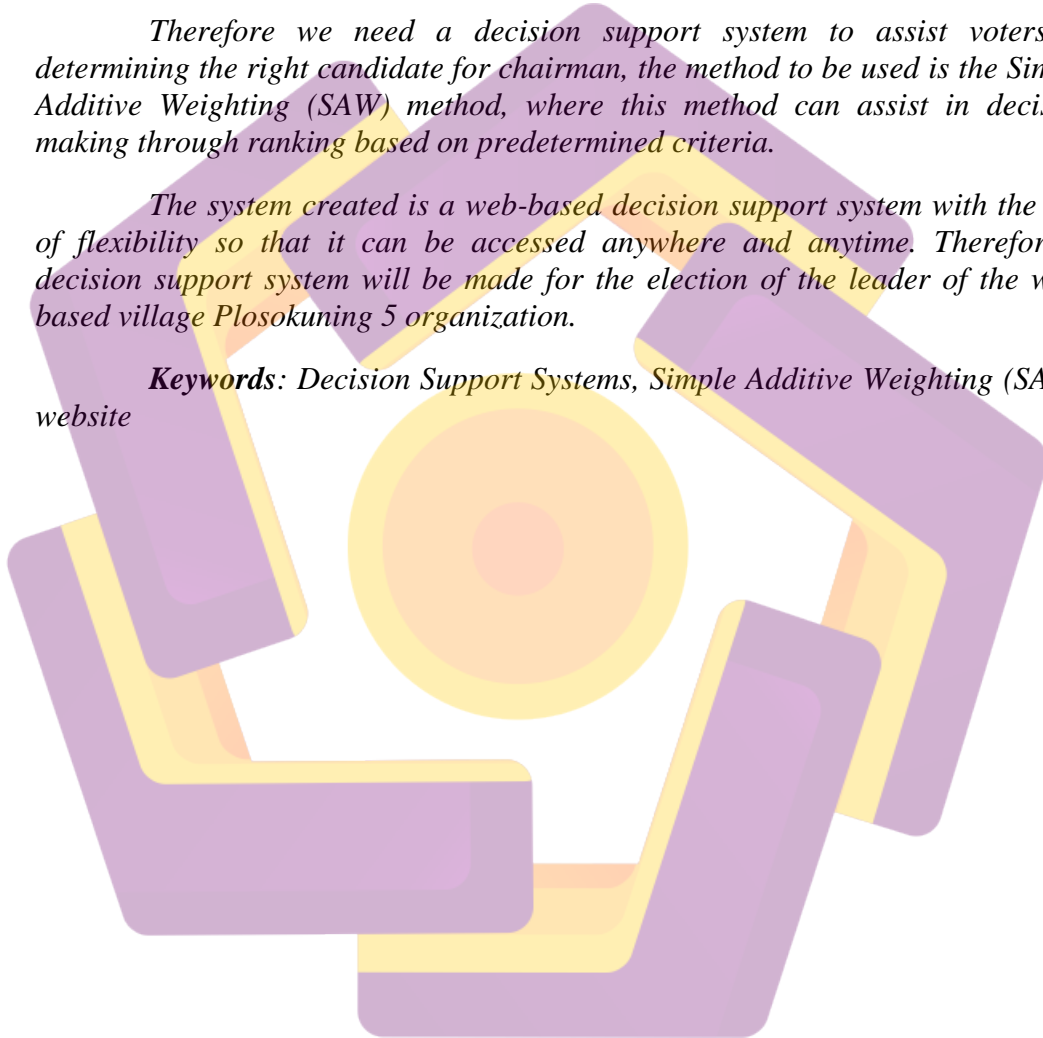 Therefore we need a decision support system to assist voters
determining the right candidate for chairman, the method to be used is the Sim
Additive Weighting (SAW) method, where this method can assist in decis
making through ranking based on predetermined criteria.
The system created is a web-based decision support system with the
of flexibility so that it can be accessed anywhere and anytime. Therefor
decision support system will be made for the election of the leader of the w
based village Plosokuning 5 organization.
Keywords: Decision Support Systems, Simple Additive Weighting (SA
website